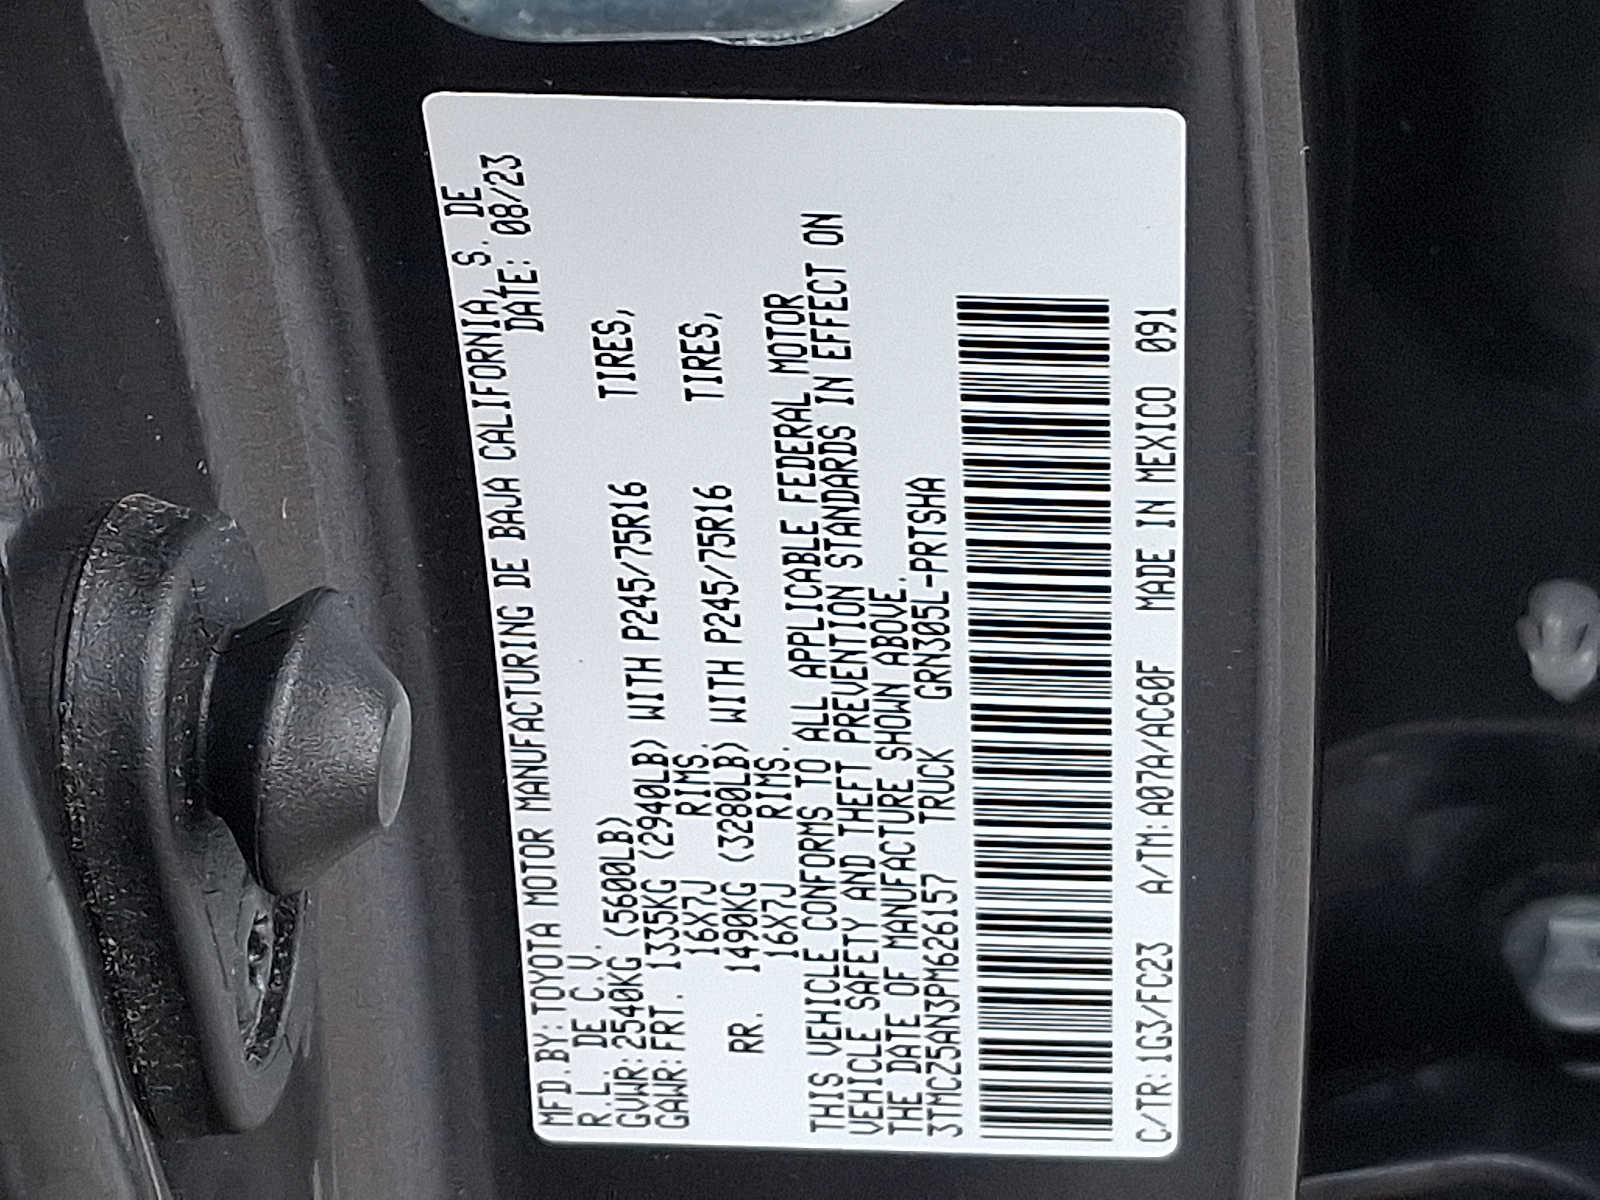 MFD.BY:TOYOTA MOTOR MANUFACTURING DE BAJA CALIFORNIA, S. DE
R.L. DE C.V. DATE: 08/23
GVWR:2540KG (5600LB)
GAWR:FRT. 1335KG (2940LB) WITH P245/75R16 TIRES,
16X7J RIMS.
RR. 1490KG (3280LB) WITH P245/75R16 TIRES,
16X7J RIMS.
THIS VEHICLE CONFORMS TO ALL APPLICABLE FEDERAL MOTOR
VEHICLE SAFETY AND THEFT PREVENTION STANDARDS IN EFFECT ON
THE DATE OF MANUFACTURE SHOWN ABOVE.
3TMCZ5AN3PM626157 TRUCK GRN305L-PRTSHA
C/TR:1G3/FC23 A/TM:A07A/AC60F MADE IN MEXICO 091